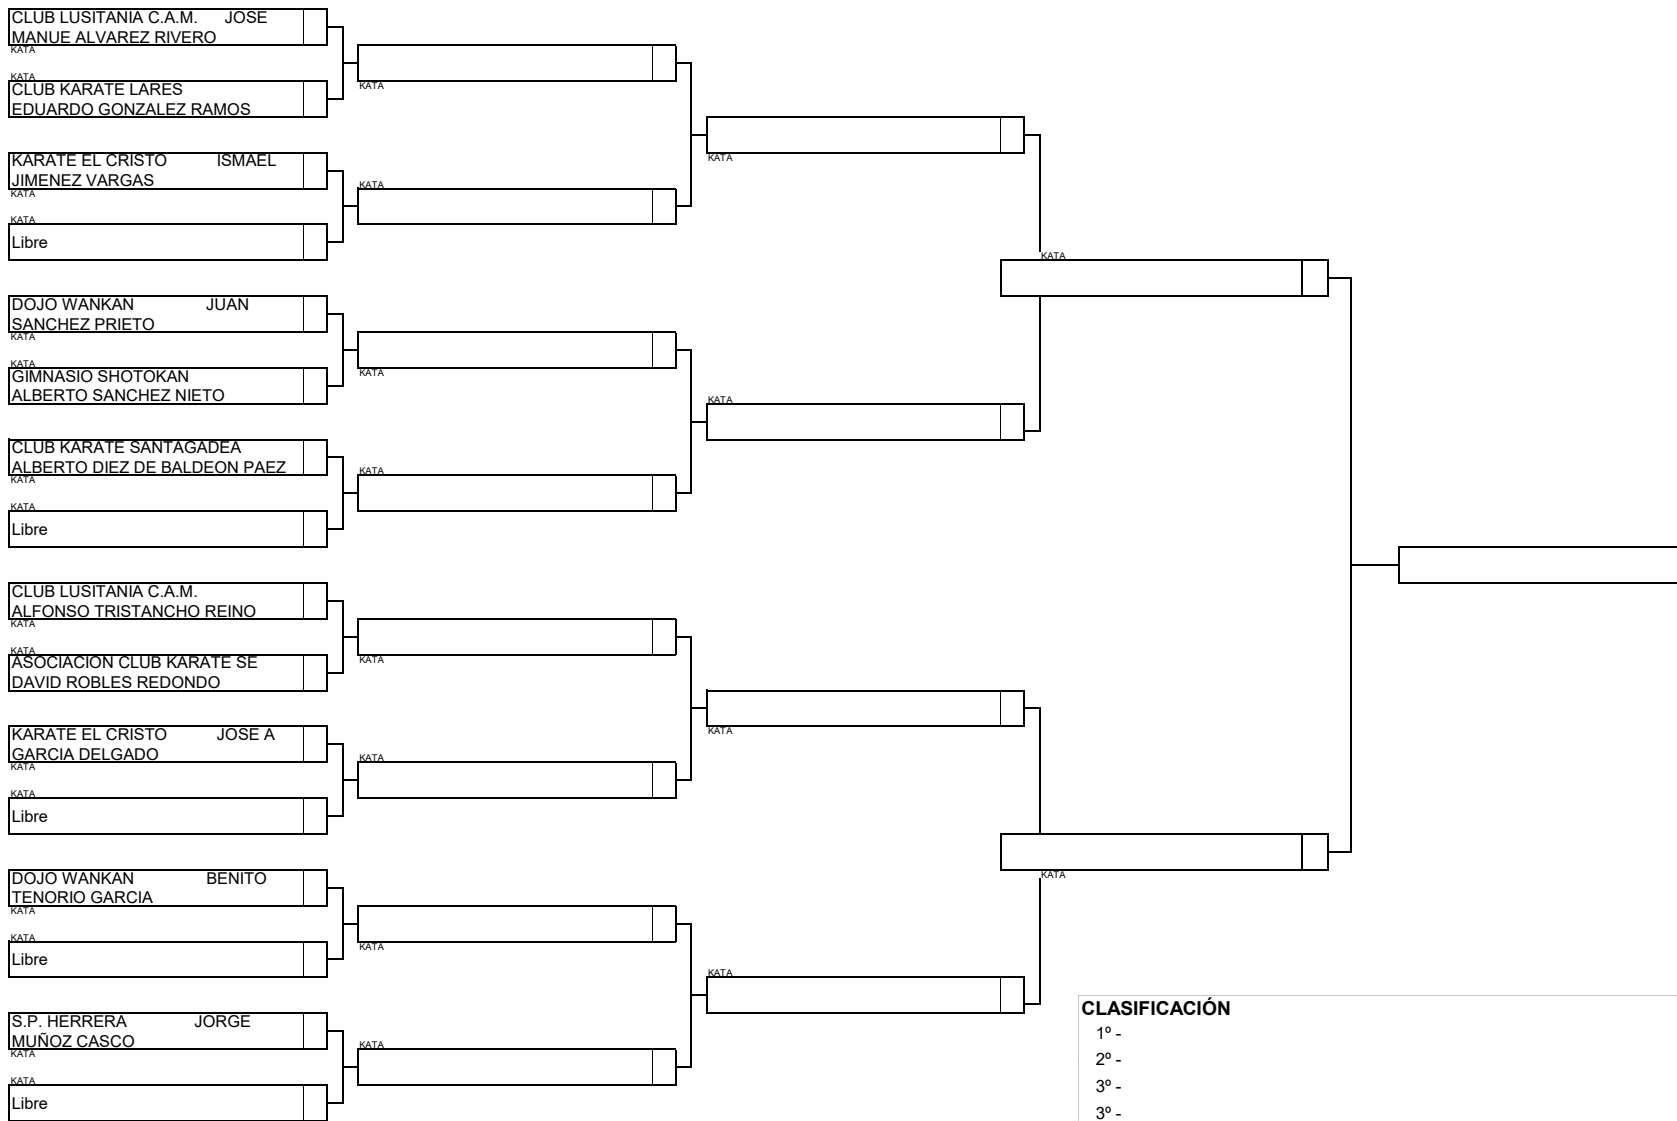 CLUB LUSITANIA C.A.M. JOSE
MANUE ALVAREZ RIVERO
KATA
KATA
CLUB KARATE LARES
EDUARDO GONZALEZ RAMOS
KARATE EL CRISTO ISMAEL
JIMENEZ VARGAS
KATA
KATA
Libre
DOJO WANKAN JUAN
SANCHEZ PRIETO
KATA
KATA
GIMNASIO SHOTOKAN
ALBERTO SANCHEZ NIETO
CLUB KARATE SANTAGADEA
ALBERTO DIEZ DE BALDEON PAEZ
KATA
KATA
Libre
CLUB LUSITANIA C.A.M.
ALFONSO TRISTANCHO REINO
KATA
KATA
ASOCIACION CLUB KARATE SE
DAVID ROBLES REDONDO
KARATE EL CRISTO JOSE A
GARCIA DELGADO
KATA
KATA
Libre
DOJO WANKAN BENITO
TENORIO GARCIA
KATA
KATA
Libre
S.P. HERRERA JORGE
MUÑOZ CASCO
KATA
KATA
Libre
KATA
KATA
KATA
KATA
KATA
KATA
KATA
KATA
KATA
KATA
KATA
KATA
KATA
KATA
CLASIFICACIÓN
1º -
2º -
3º -
3º -